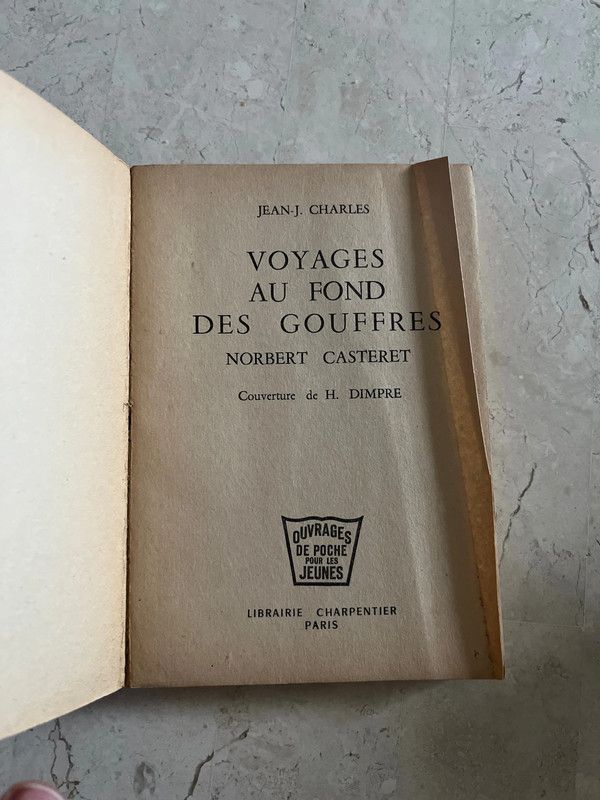 JEAN-J. CHARLES
VOYAGES
AU FOND
DES GOUFFRES
NORBERT CASTERET
Couverture de H. DIMPRE
OUVRAGES
DE POCHE
POUR LES
JEUNES
LIBRAIRIE CHARPENTIER
PARIS